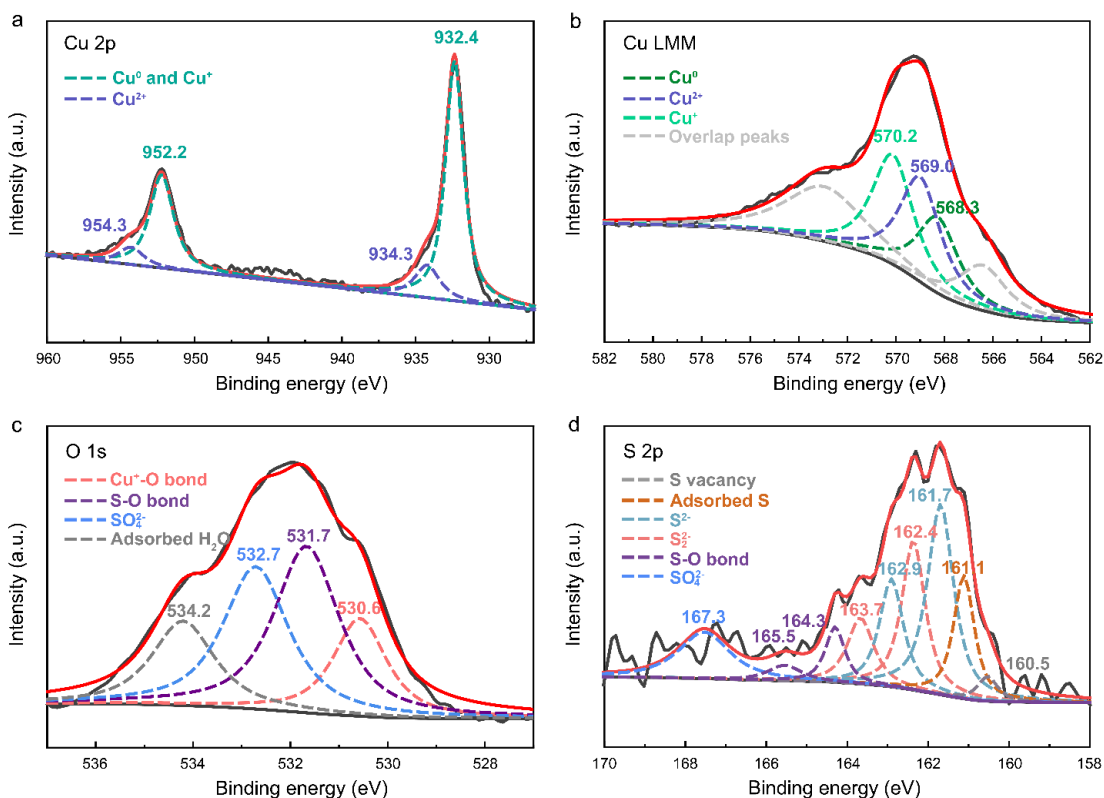 a
Cu 2p
Cu⁰ and Cu⁺
Cu²⁺
932.4
952.2
954.3
934.3
Intensity (a.u.)
960 955 950 945 940 935 930
Binding energy (eV)
b
Cu LMM
Cu⁰
Cu²⁺
Cu⁺
Overlap peaks
570.2
569.0
568.3
Intensity (a.u.)
582 580 578 576 574 572 570 568 566 564 562
Binding energy (eV)
c
O 1s
Cu⁺-O bond
S-O bond
SO₄²⁻
Adsorbed H₂O
534.2
532.7
531.7
530.6
Intensity (a.u.)
536 534 532 530 528
Binding energy (eV)
d
S 2p
S vacancy
Adsorbed S
S²⁻
S₂²⁻
S-O bond
SO₄²⁻
167.3
165.5
164.3
163.7
162.9
162.4
161.7
161.1
160.5
Intensity (a.u.)
170 168 166 164 162 160 158
Binding energy (eV)